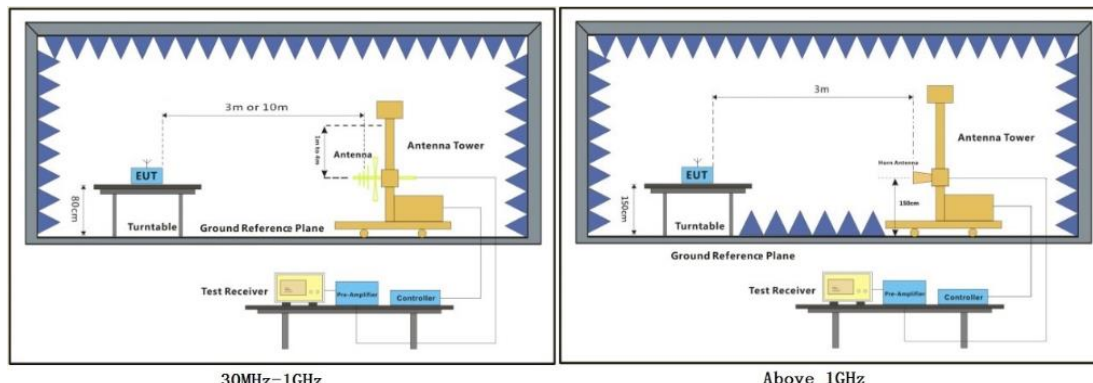 3m or 10m
1m to 4m
Antenna
Antenna Tower
EUT
80cm
Turntable
Ground Reference Plane
Test Receiver
Pre-Amplifier
Controller
30MHz-1GHz
3m
Antenna Tower
Horn Antenna
EUT
150cm
150cm
Turntable
Ground Reference Plane
Test Receiver
Pre-Amplifier
Controller
Above 1GHz